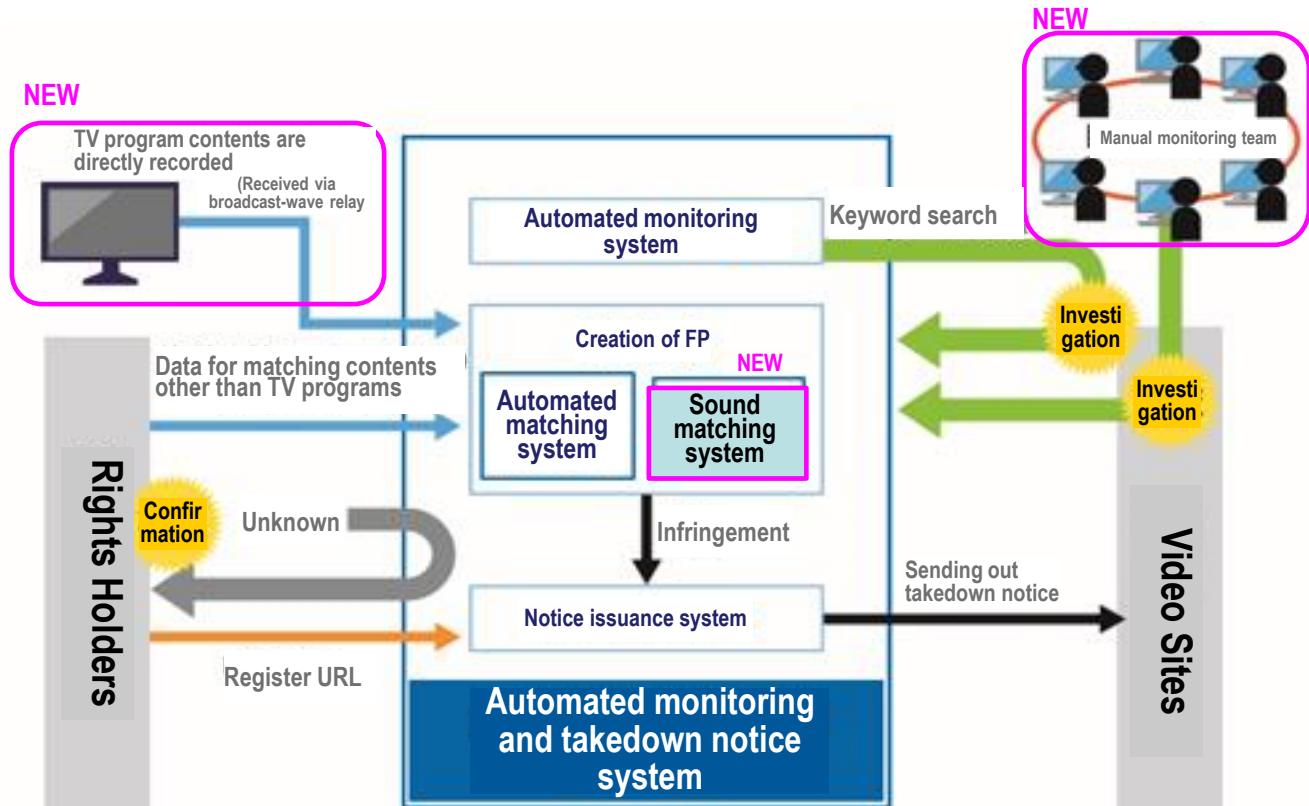 NEW
Manual monitoring team
NEW
TV program contents are
directly recorded
(Received via
broadcast-wave relay
Automated monitoring
system
Keyword search
Investi
gation
Investi
gation
Creation of FP
NEW
Automated
matching
system
Sound
matching
system
Data for matching contents
other than TV programs
Rights Holders
Confir
mation
Unknown
Infringement
Notice issuance system
Sending out
takedown notice
Register URL
Video Sites
Automated monitoring
and takedown notice
system